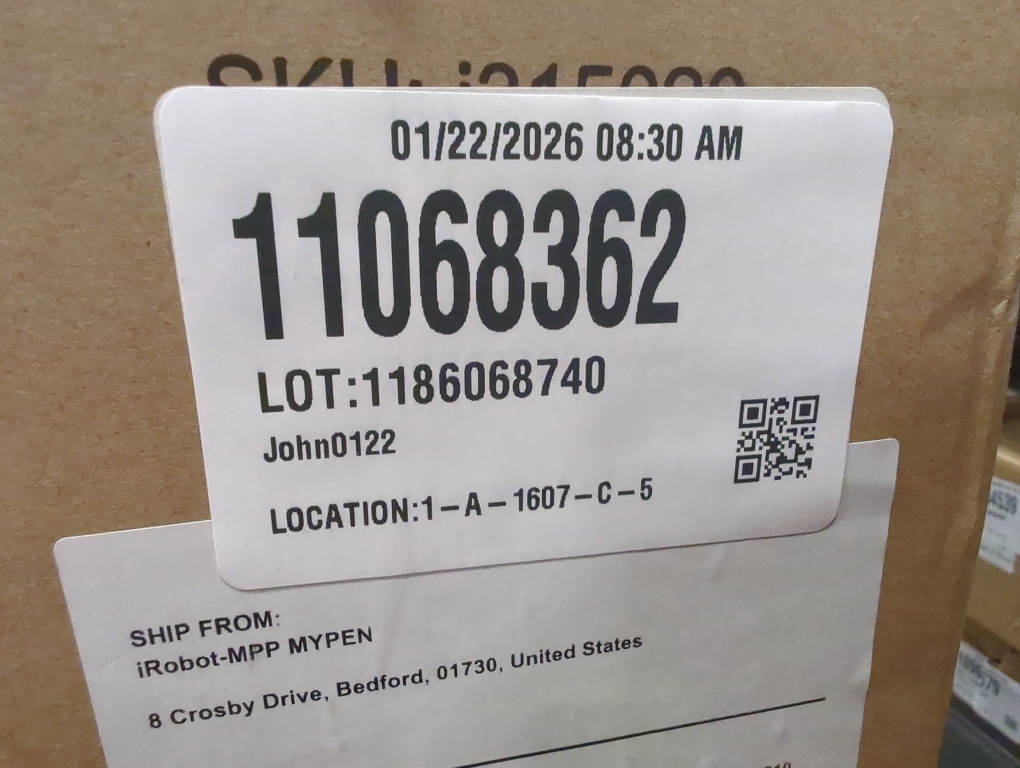 SKU:
01/22/2026 08:30 AM
11068362
LOT:1186068740
John0122
LOCATION:1-A-1607-C-5
SHIP FROM:
iRobot-MPP MYPEN
8 Crosby Drive, Bedford, 01730, United States